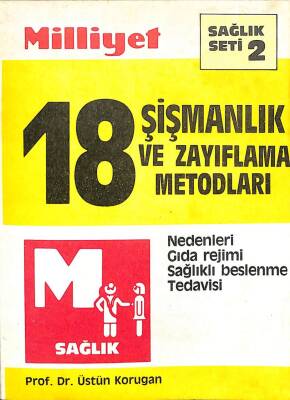 Milliyet
SAĞLIK
SETİ 2
18 ŞİŞMANLIK
VE ZAYIFLAMA
METODLARI
Nedenleri
Gıda rejimi
Sağlıklı beslenme
Tedavisi
M
SAĞLIK
Prof. Dr. Üstün Korugan